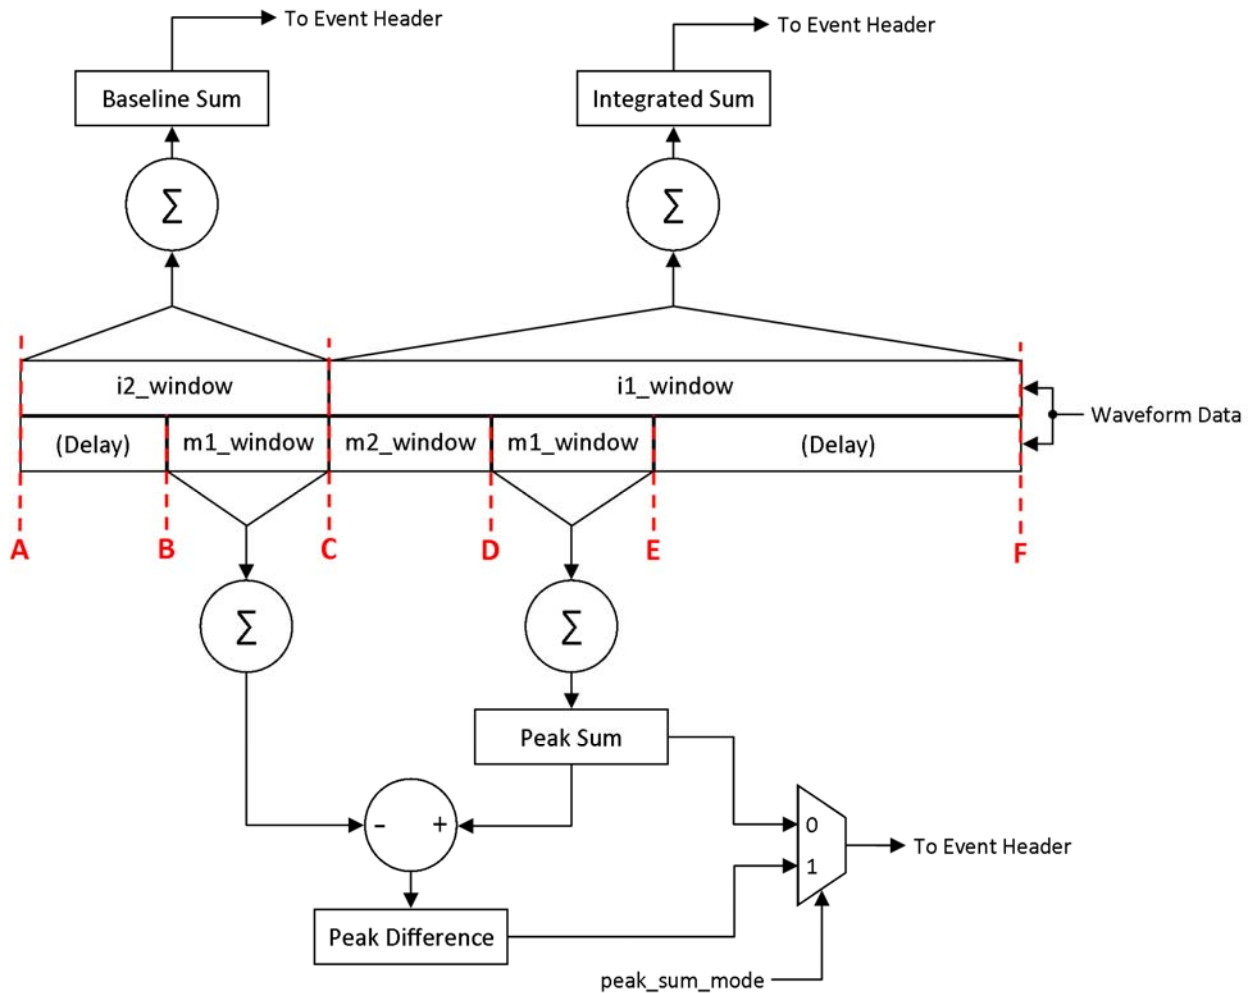 To Event Header
To Event Header
Baseline Sum
Integrated Sum
Σ
Σ
i2_window
i1_window
Waveform Data
(Delay)
m1_window
m2_window
m1_window
(Delay)
A
B
C
D
E
F
Σ
Σ
Peak Sum
-
+
0
1
To Event Header
Peak Difference
peak_sum_mode